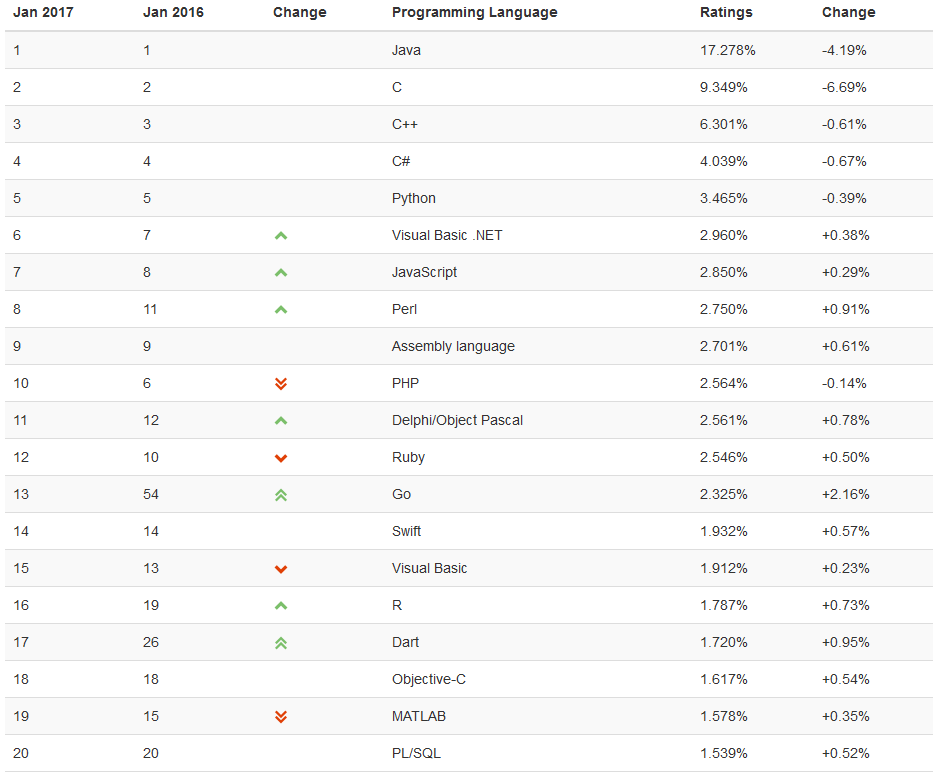 Jan 2017 Jan 2016 Change Programming Language Ratings Change
1 1 Java 17.278% -4.19%
2 2 C 9.349% -6.69%
3 3 C++ 6.301% -0.61%
4 4 C# 4.039% -0.67%
5 5 Python 3.465% -0.39%
6 7 Visual Basic .NET 2.960% +0.38%
7 8 JavaScript 2.850% +0.29%
8 11 Perl 2.750% +0.91%
9 9 Assembly language 2.701% +0.61%
10 6 PHP 2.564% -0.14%
11 12 Delphi/Object Pascal 2.561% +0.78%
12 10 Ruby 2.546% +0.50%
13 54 Go 2.325% +2.16%
14 14 Swift 1.932% +0.57%
15 13 Visual Basic 1.912% +0.23%
16 19 R 1.787% +0.73%
17 26 Dart 1.720% +0.95%
18 18 Objective-C 1.617% +0.54%
19 15 MATLAB 1.578% +0.35%
20 20 PL/SQL 1.539% +0.52%